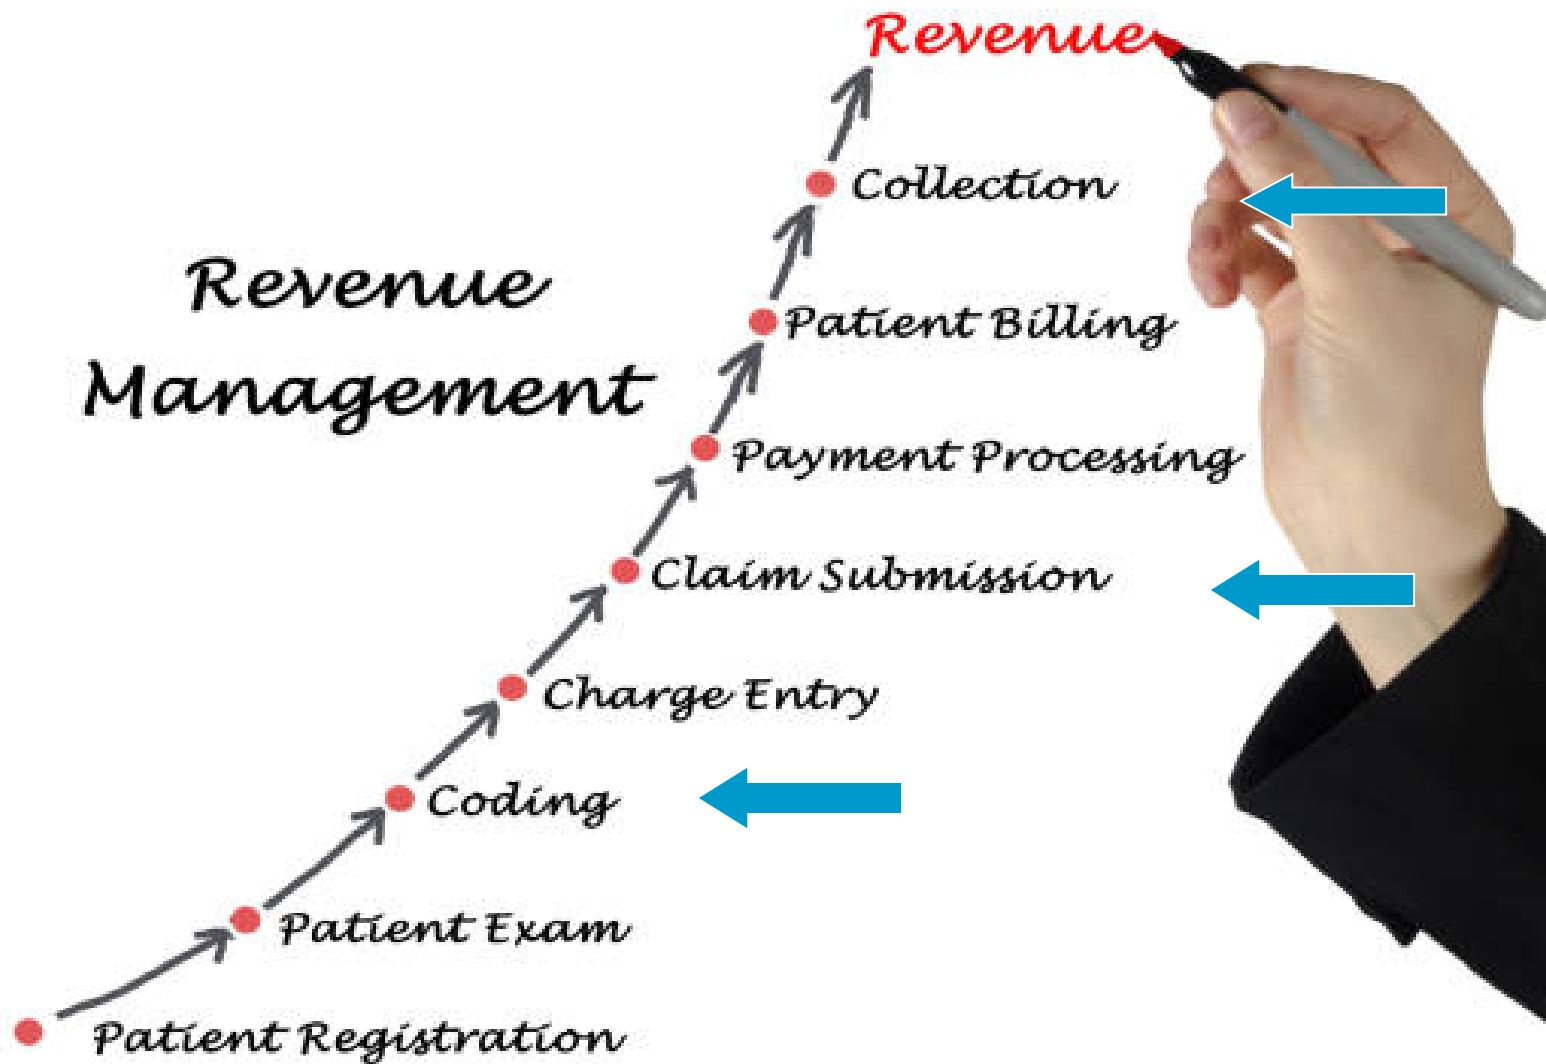 Revenue
Collection
Revenue
Management
Patient Billing
Payment Processing
Claim Submission
Charge Entry
Coding
Patient Exam
Patient Registration